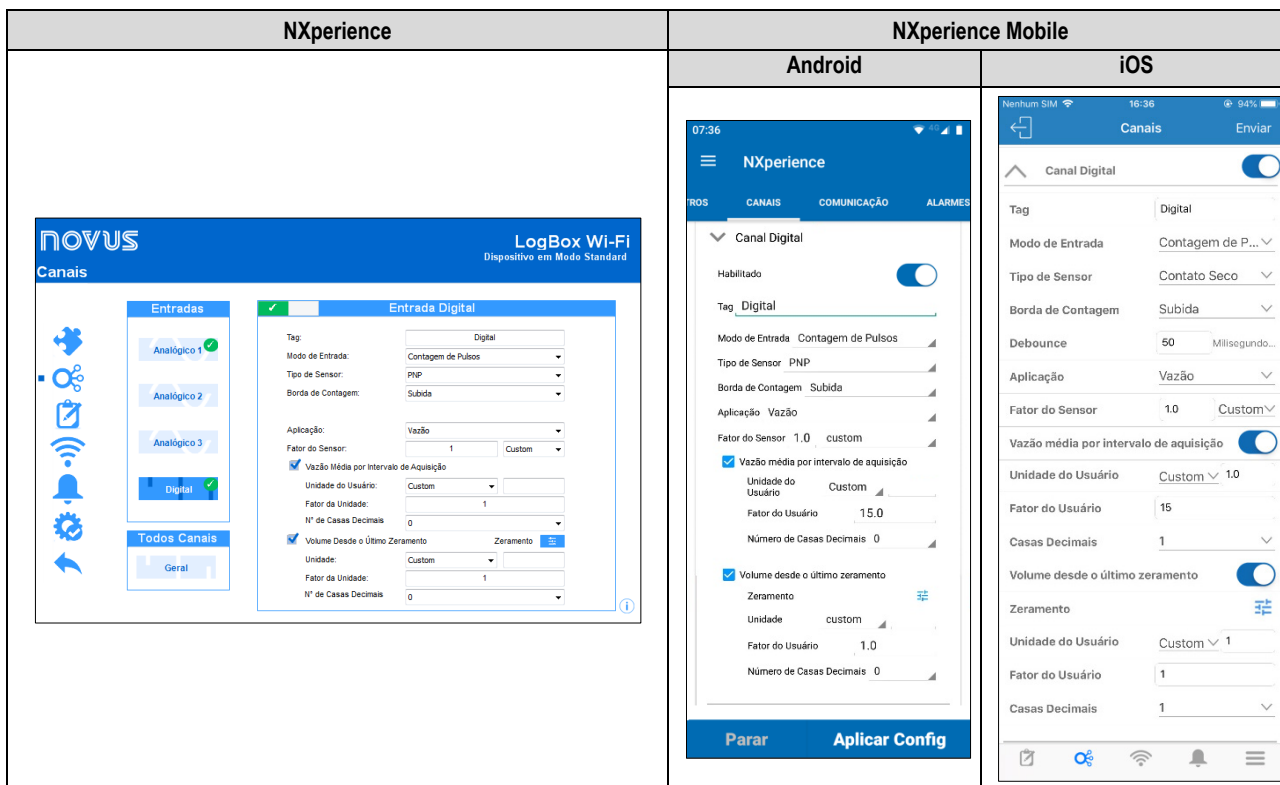 NXperience
NXperience Mobile
Android
iOS
novus
LogBox Wi-Fi
Dispositivo em Modo Standard
Canais
Entradas
Analógico 1
Analógico 2
Analógico 3
Digital
Todos Canais
Geral
Entrada Digital
Tag: Digital
Modo de Entrada: Contagem de Pulsos
Tipo de Sensor: PNP
Borda de Contagem: Subida
Aplicação: Vazão
Fator do Sensor: 1 Custom
Vazão Média por Intervalo de Aquisição
Unidade do Usuário: Custom
Fator da Unidade: 1
N° de Casas Decimais 0
Volume Desde o Último Zeramento Zeramento
Unidade: Custom
Fator da Unidade: 1
N° de Casas Decimais 0
07:36 4G
NXperience
ROS CANAIS COMUNICAÇÃO ALARMES
Canal Digital
Habilitado
Tag Digital
Modo de Entrada Contagem de Pulsos
Tipo de Sensor PNP
Borda de Contagem Subida
Aplicação Vazão
Fator do Sensor 1.0 custom
Vazão média por intervalo de aquisição
Unidade do
Usuário Custom
Fator do Usuário 15.0
Número de Casas Decimais 0
Volume desde o último zeramento
Zeramento
Unidade custom
Fator do Usuário 1.0
Número de Casas Decimais 0
Parar Aplicar Config
Nenhum SIM 16:36 94%
Canais Enviar
Canal Digital
Tag Digital
Modo de Entrada Contagem de P...
Tipo de Sensor Contato Seco
Borda de Contagem Subida
Debounce 50 Milisegundo...
Aplicação Vazão
Fator do Sensor 1.0 Custom
Vazão média por intervalo de aquisição
Unidade do Usuário Custom 1.0
Fator do Usuário 15
Casas Decimais 1
Volume desde o último zeramento
Zeramento
Unidade do Usuário Custom 1
Fator do Usuário 1
Casas Decimais 1